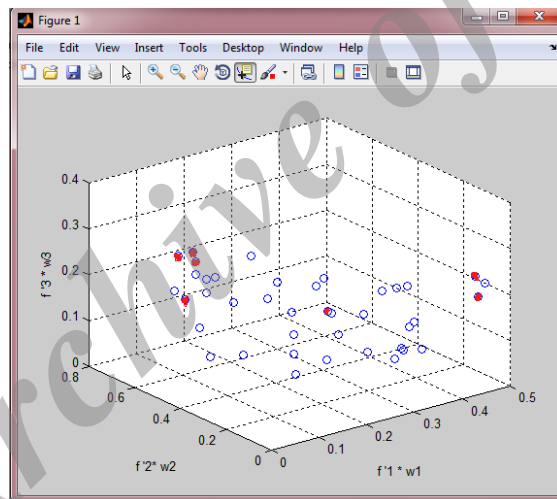 Figure 1
File Edit View Insert Tools Desktop Window Help
0.4
0.3
0.2
0.1
0
f '3 * w3
0.8
0.6
0.4
0.2
0
f '2* w2
0
0.1
0.2
0.3
0.4
0.5
f '1 * w1
rchive of